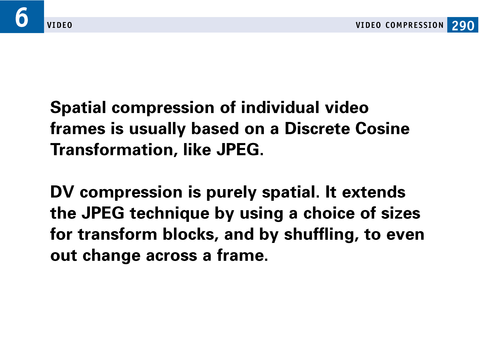 6
VIDEO
VIDEO COMPRESSION 290
Spatial compression of individual video
frames is usually based on a Discrete Cosine
Transformation, like JPEG.
DV compression is purely spatial. It extends
the JPEG technique by using a choice of sizes
for transform blocks, and by shuffling, to even
out change across a frame.